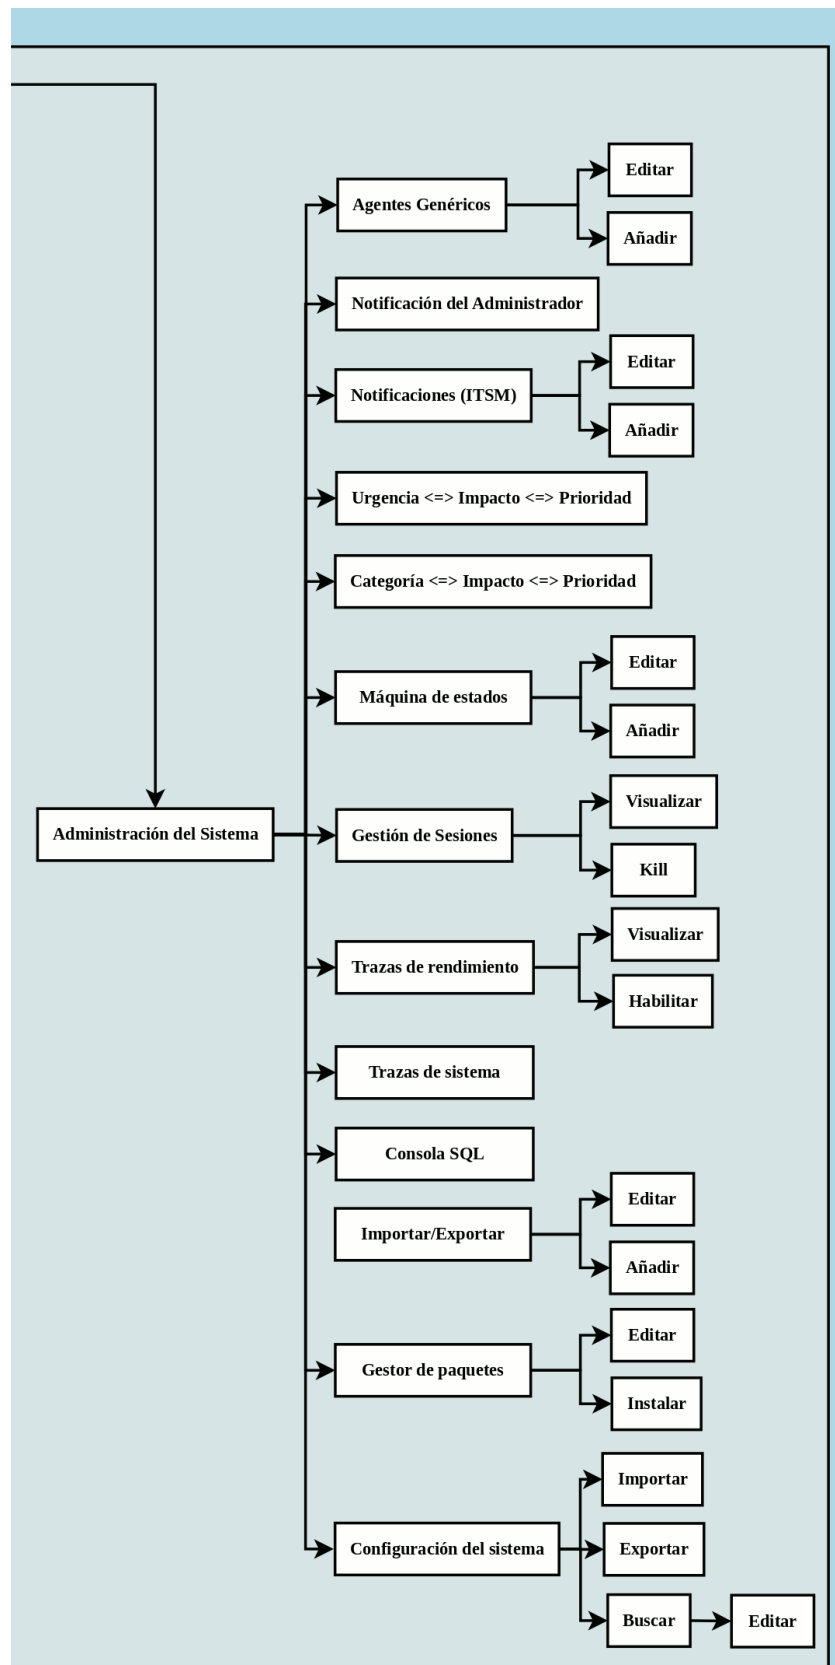 Editar
Agentes Genéricos
Añadir
Notificación del Administrador
Editar
Notificaciones (ITSM)
Añadir
Urgencia <=> Impacto <=> Prioridad
Categoría <=> Impacto <=> Prioridad
Editar
Máquina de estados
Añadir
Visualizar
Administración del Sistema
Gestión de Sesiones
Kill
Visualizar
Trazas de rendimiento
Habilitar
Trazas de sistema
Consola SQL
Editar
Importar/Exportar
Añadir
Editar
Gestor de paquetes
Instalar
Importar
Configuración del sistema
Exportar
Buscar
Editar